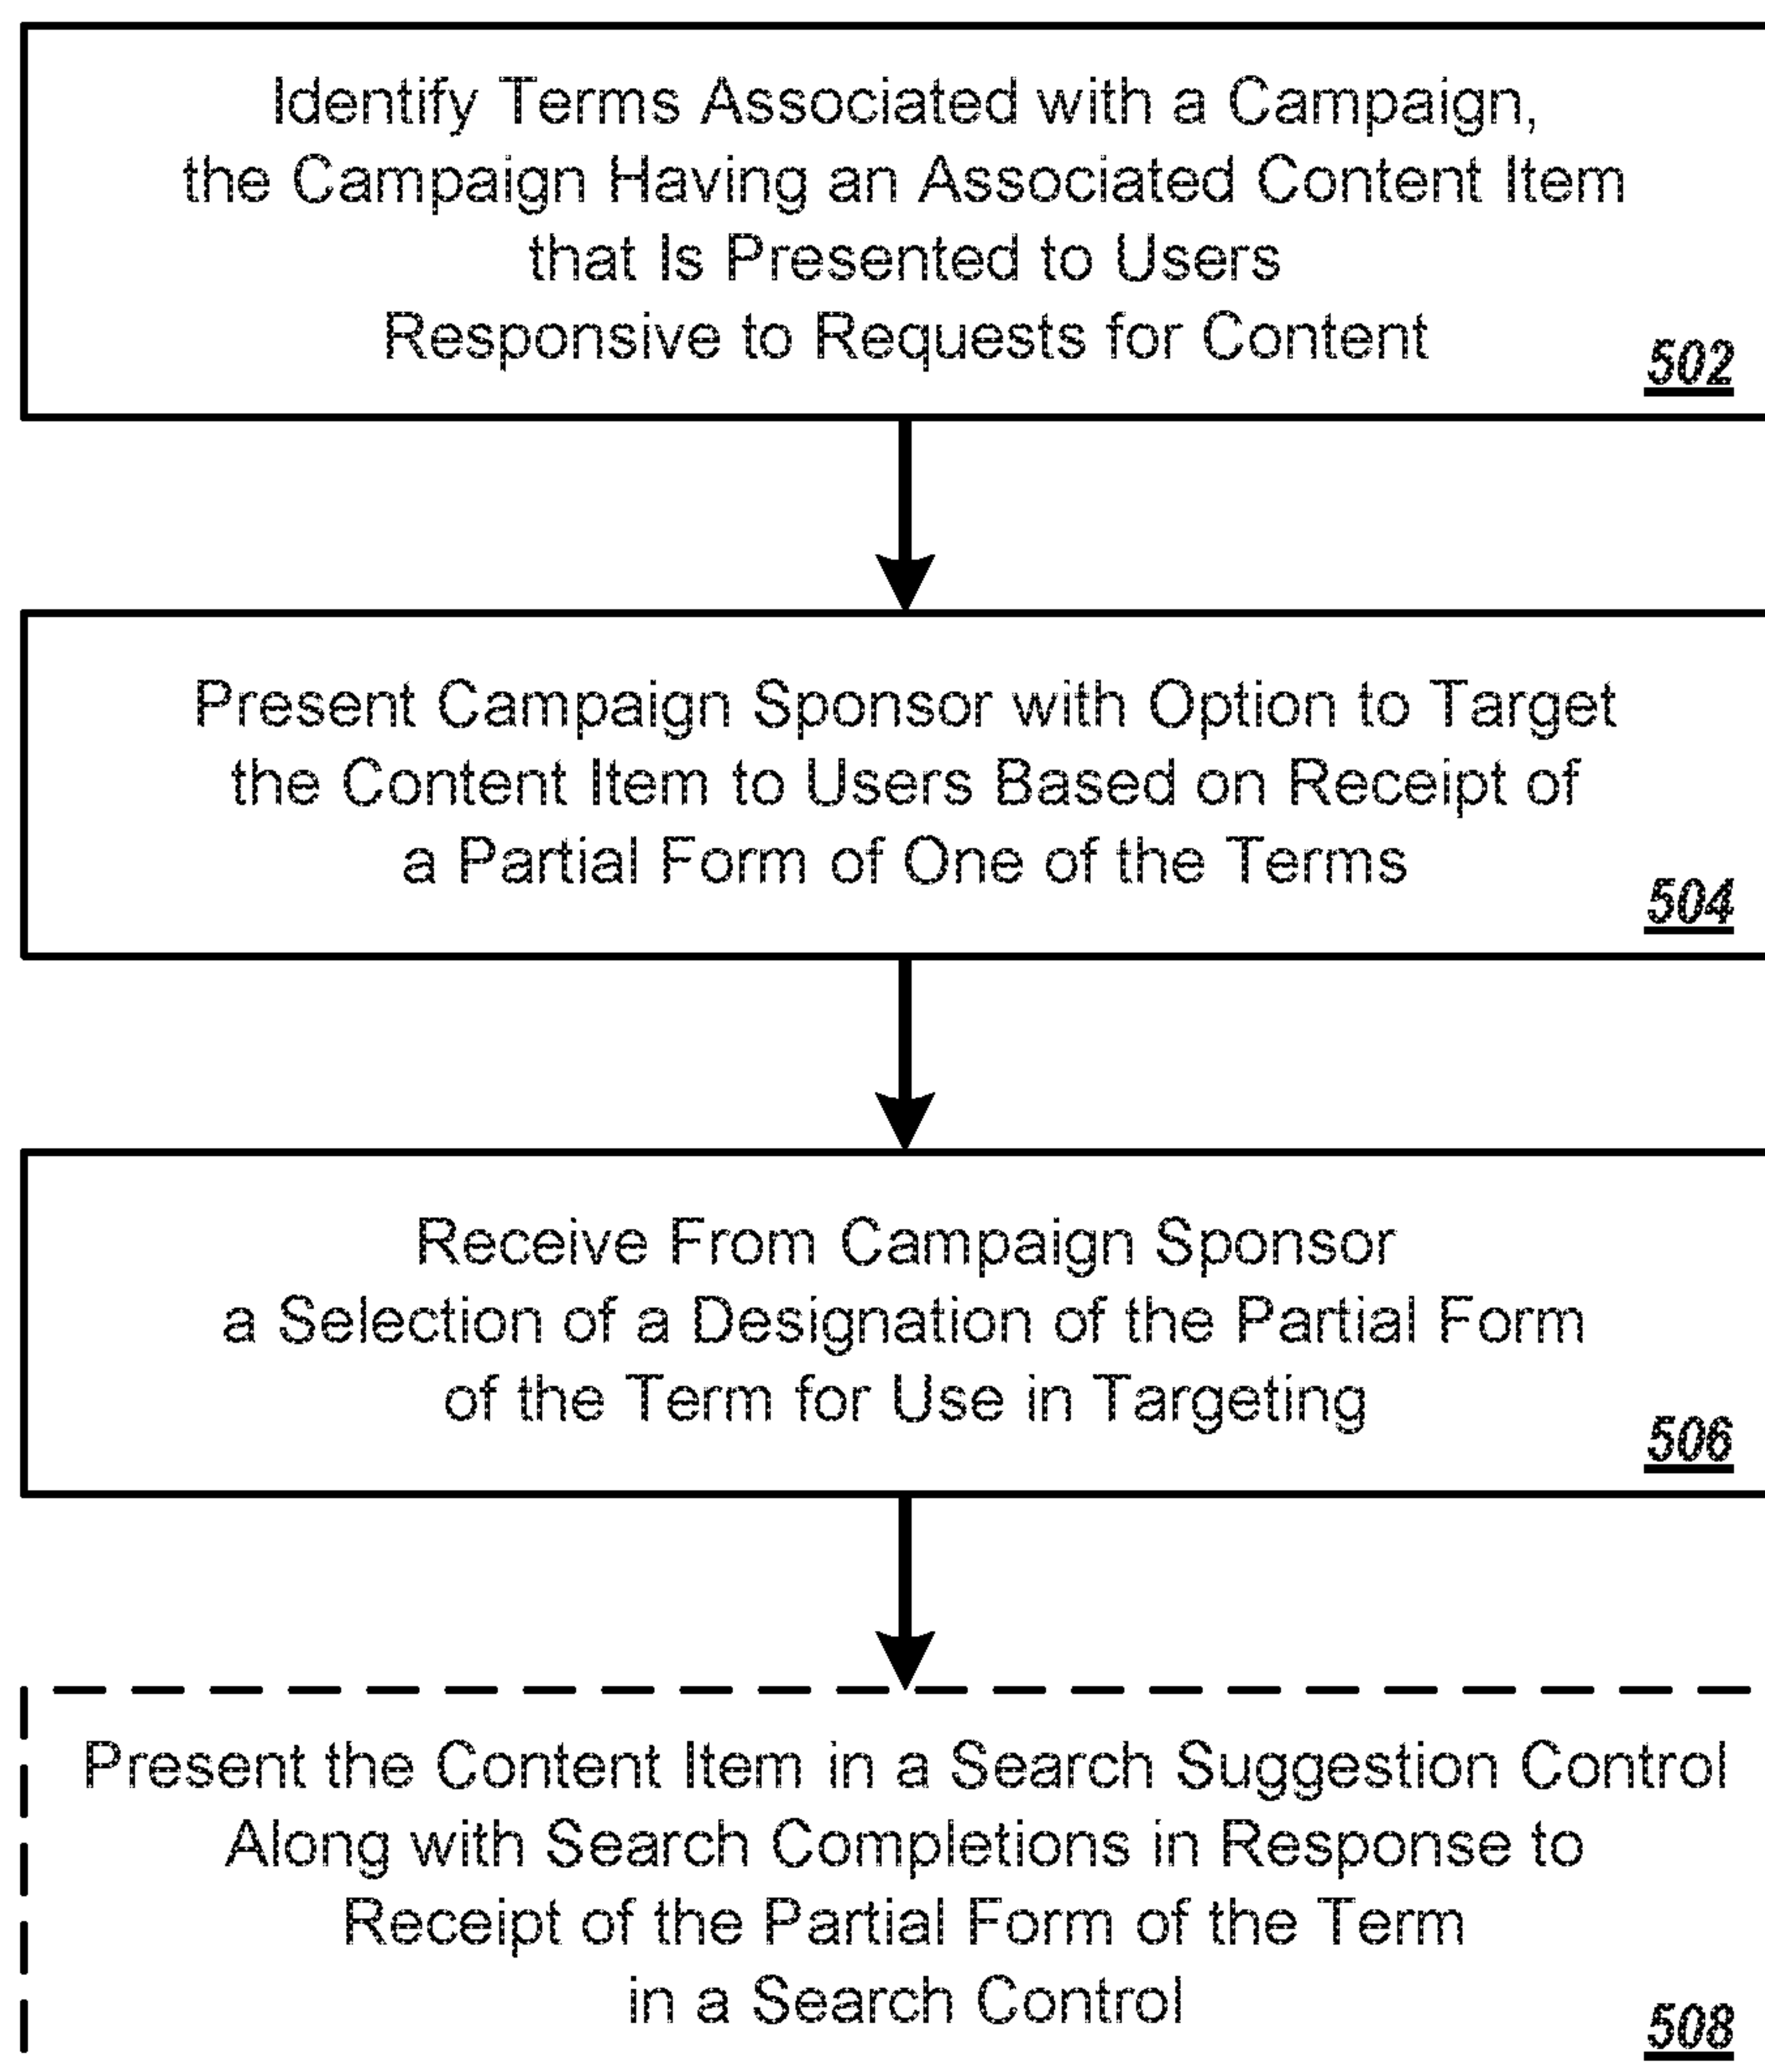 Identify Terms Associated with a Campaign,
the Campaign Having an Associated Content Item
that Is Presented to Users
Responsive to Requests for Content
502
Present Campaign Sponsor with Option to Target
the Content Item to Users Based on Receipt of
a Partial Form of One of the Terms
504
Receive From Campaign Sponsor
a Selection of a Designation of the Partial Form
of the Term for Use in Targeting
506
Present the Content Item in a Search Suggestion Control
Along with Search Completions in Response to
Receipt of the Partial Form of the Term
in a Search Control
508